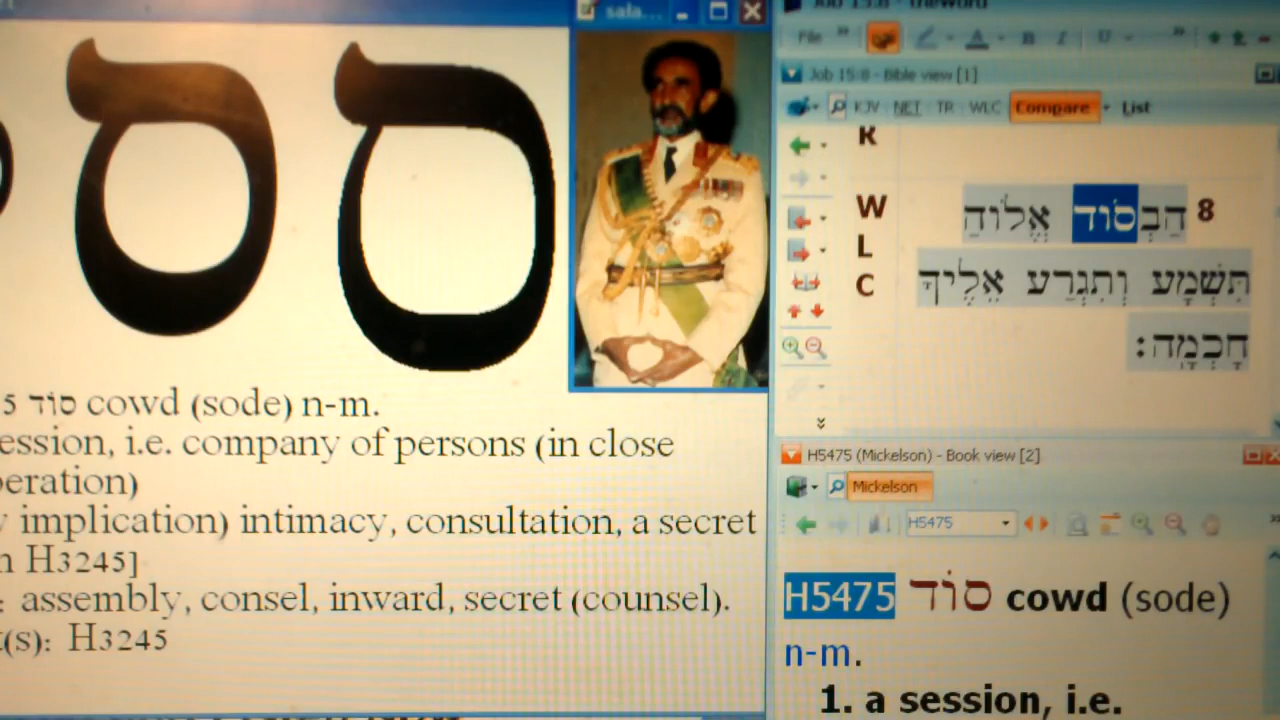 ס ס
5 סוֹד cowd (sode) n-m.
ession, i.e. company of persons (in close
peration)
y implication) intimacy, consultation, a secret
n H3245]
: assembly, consel, inward, secret (counsel).
t(s): H3245
sala...
Job 15:8 - theWord
File
B I U
Job 15:8 - Bible view [1]
KJV NET TR WLC Compare List
K
W
L
C
8 הַבְסוֹד אֱלוֹהַ
תִּשְׁמָע וְתִגְרַע אֵלֶיךָ
חָכְמָה׃
H5475 (Mickelson) - Book view [2]
Mickelson
H5475
H5475 סוֹד cowd (sode)
n-m.
1. a session, i.e.